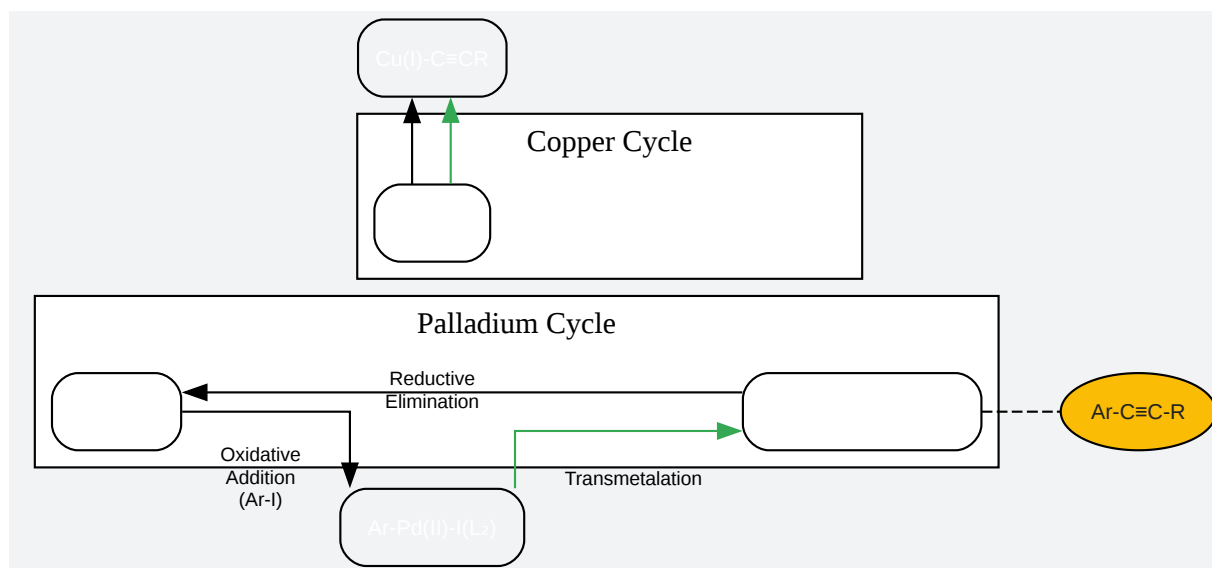 Cu(I)-C≡CR
Copper Cycle
Palladium Cycle
Reductive
Elimination
Ar-C≡C-R
Oxidative
Addition
(Ar-I)
Transmetalation
Ar-Pd(II)-I(L₂)